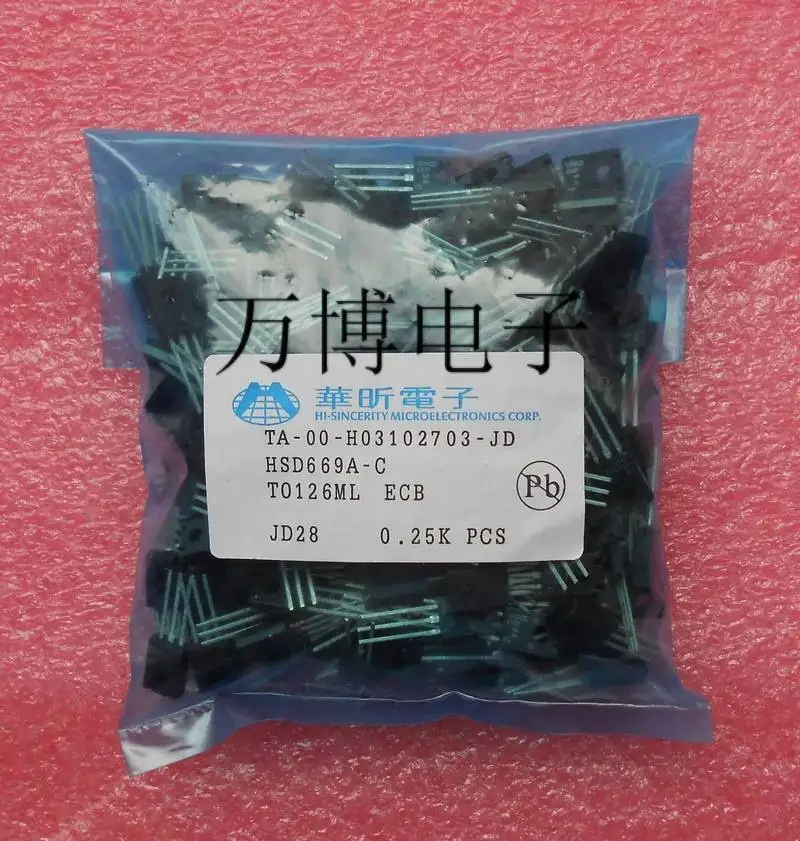 万博电子
華昕電子
HI-SINCERITY MICROELECTRONICS CORP.
TA-00-H03102703-JD
HSD669A-C
TO126ML ECB
Pb
JD28 0.25K PCS